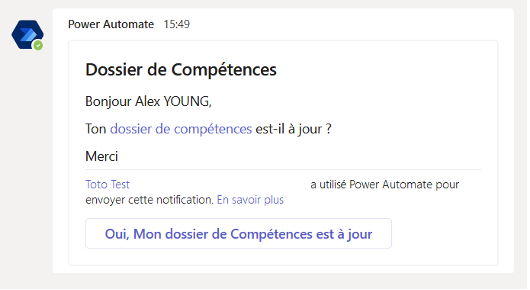 Power Automate 15:49
Dossier de Compétences
Bonjour Alex YOUNG,
Ton dossier de compétences est-il à jour ?
Merci
Toto Test a utilisé Power Automate pour
envoyer cette notification. En savoir plus
Oui, Mon dossier de Compétences est à jour